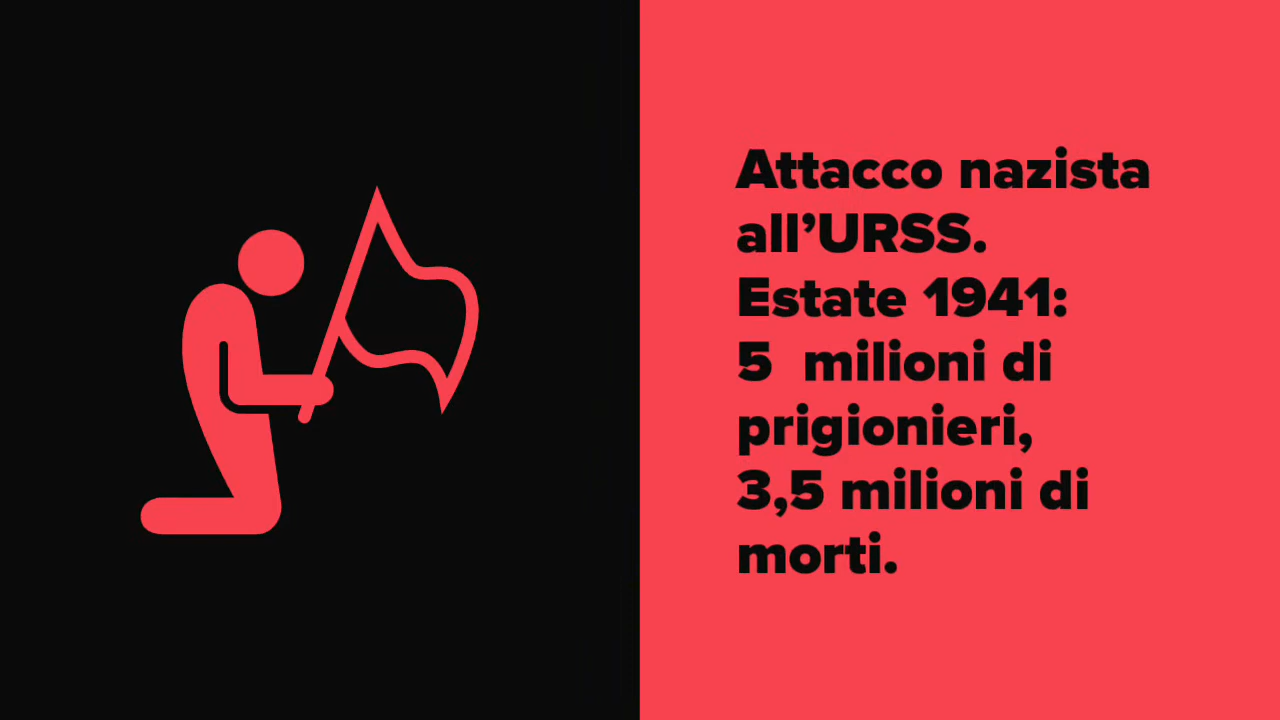 Attacco nazista
all’URSS.
Estate 1941:
5  milioni di
prigionieri,
3,5 milioni di
morti.